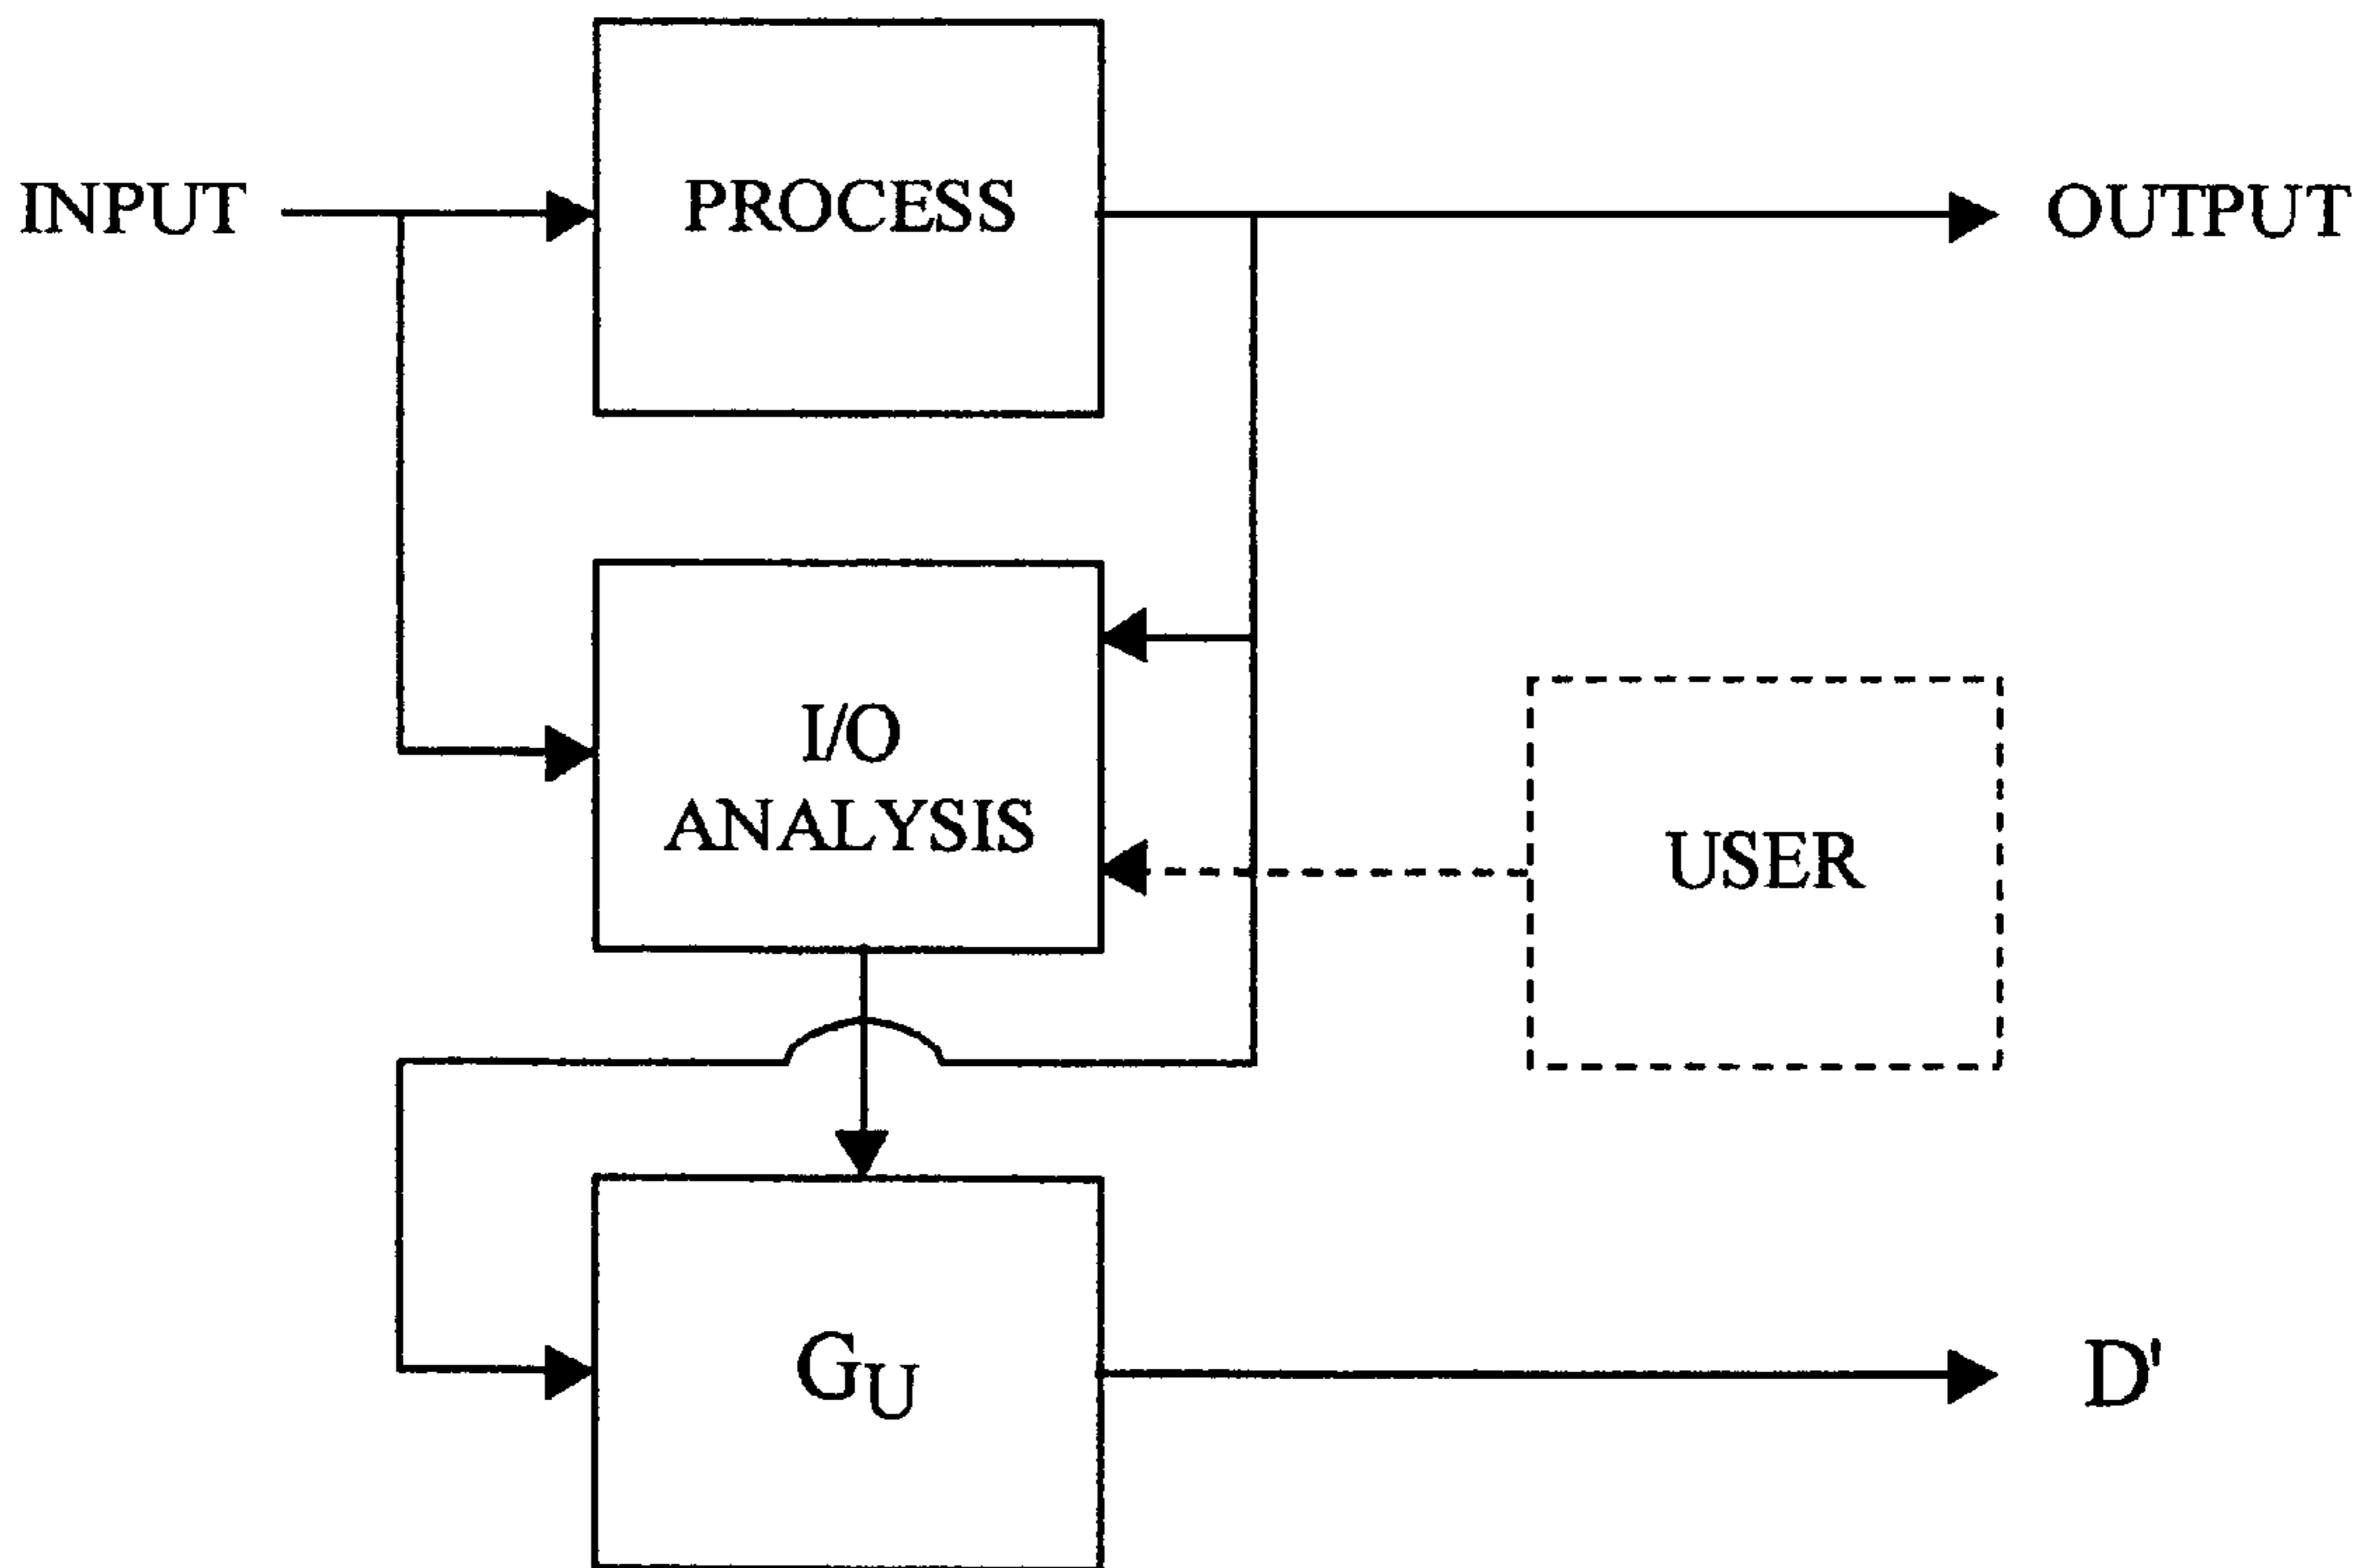 INPUT
PROCESS
OUTPUT
I/O
ANALYSIS
USER
GU
D'